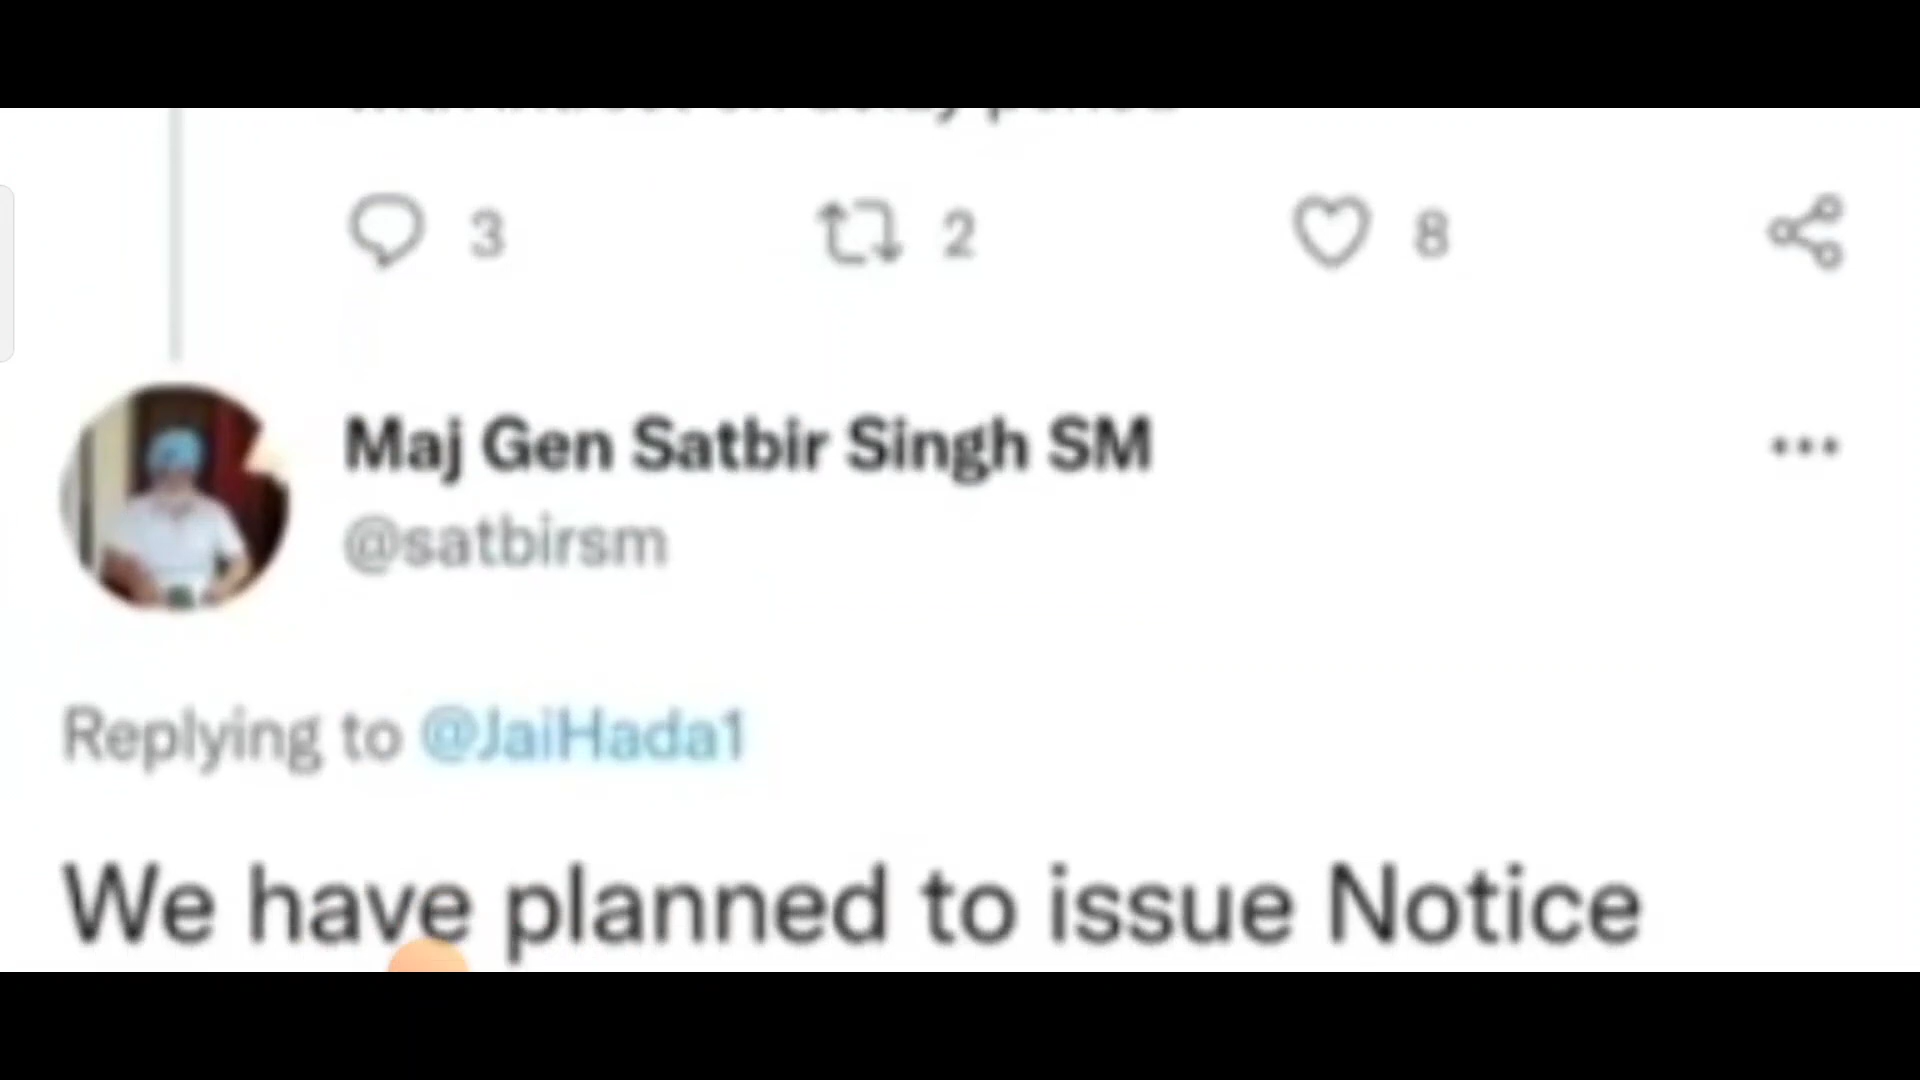 3 2 8
Maj Gen Satbir Singh SM
@satbirsm
Replying to @JaiHada1
We have planned to issue Notice